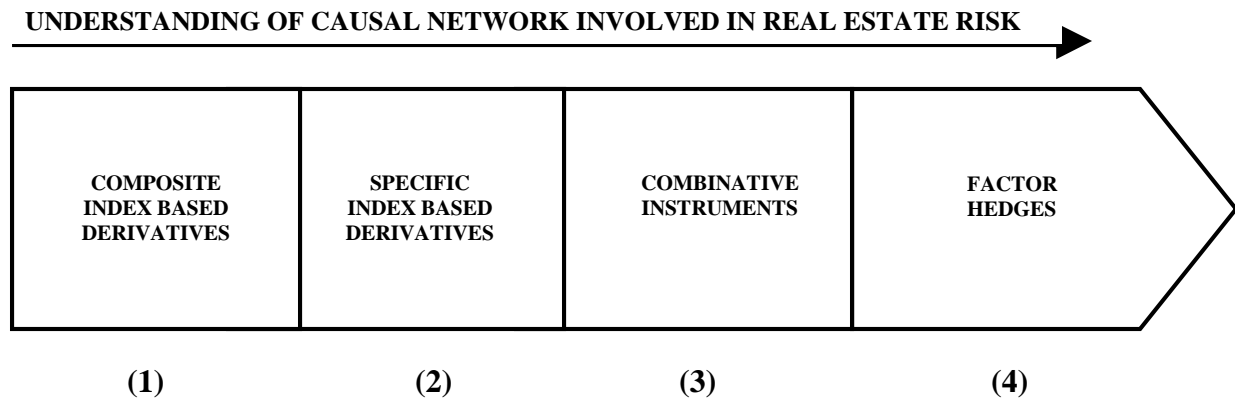 UNDERSTANDING OF CAUSAL NETWORK INVOLVED IN REAL ESTATE RISK
COMPOSITE
INDEX BASED
DERIVATIVES
SPECIFIC
INDEX BASED
DERIVATIVES
COMBINATIVE
INSTRUMENTS
FACTOR
HEDGES
(1)
(2)
(3)
(4)